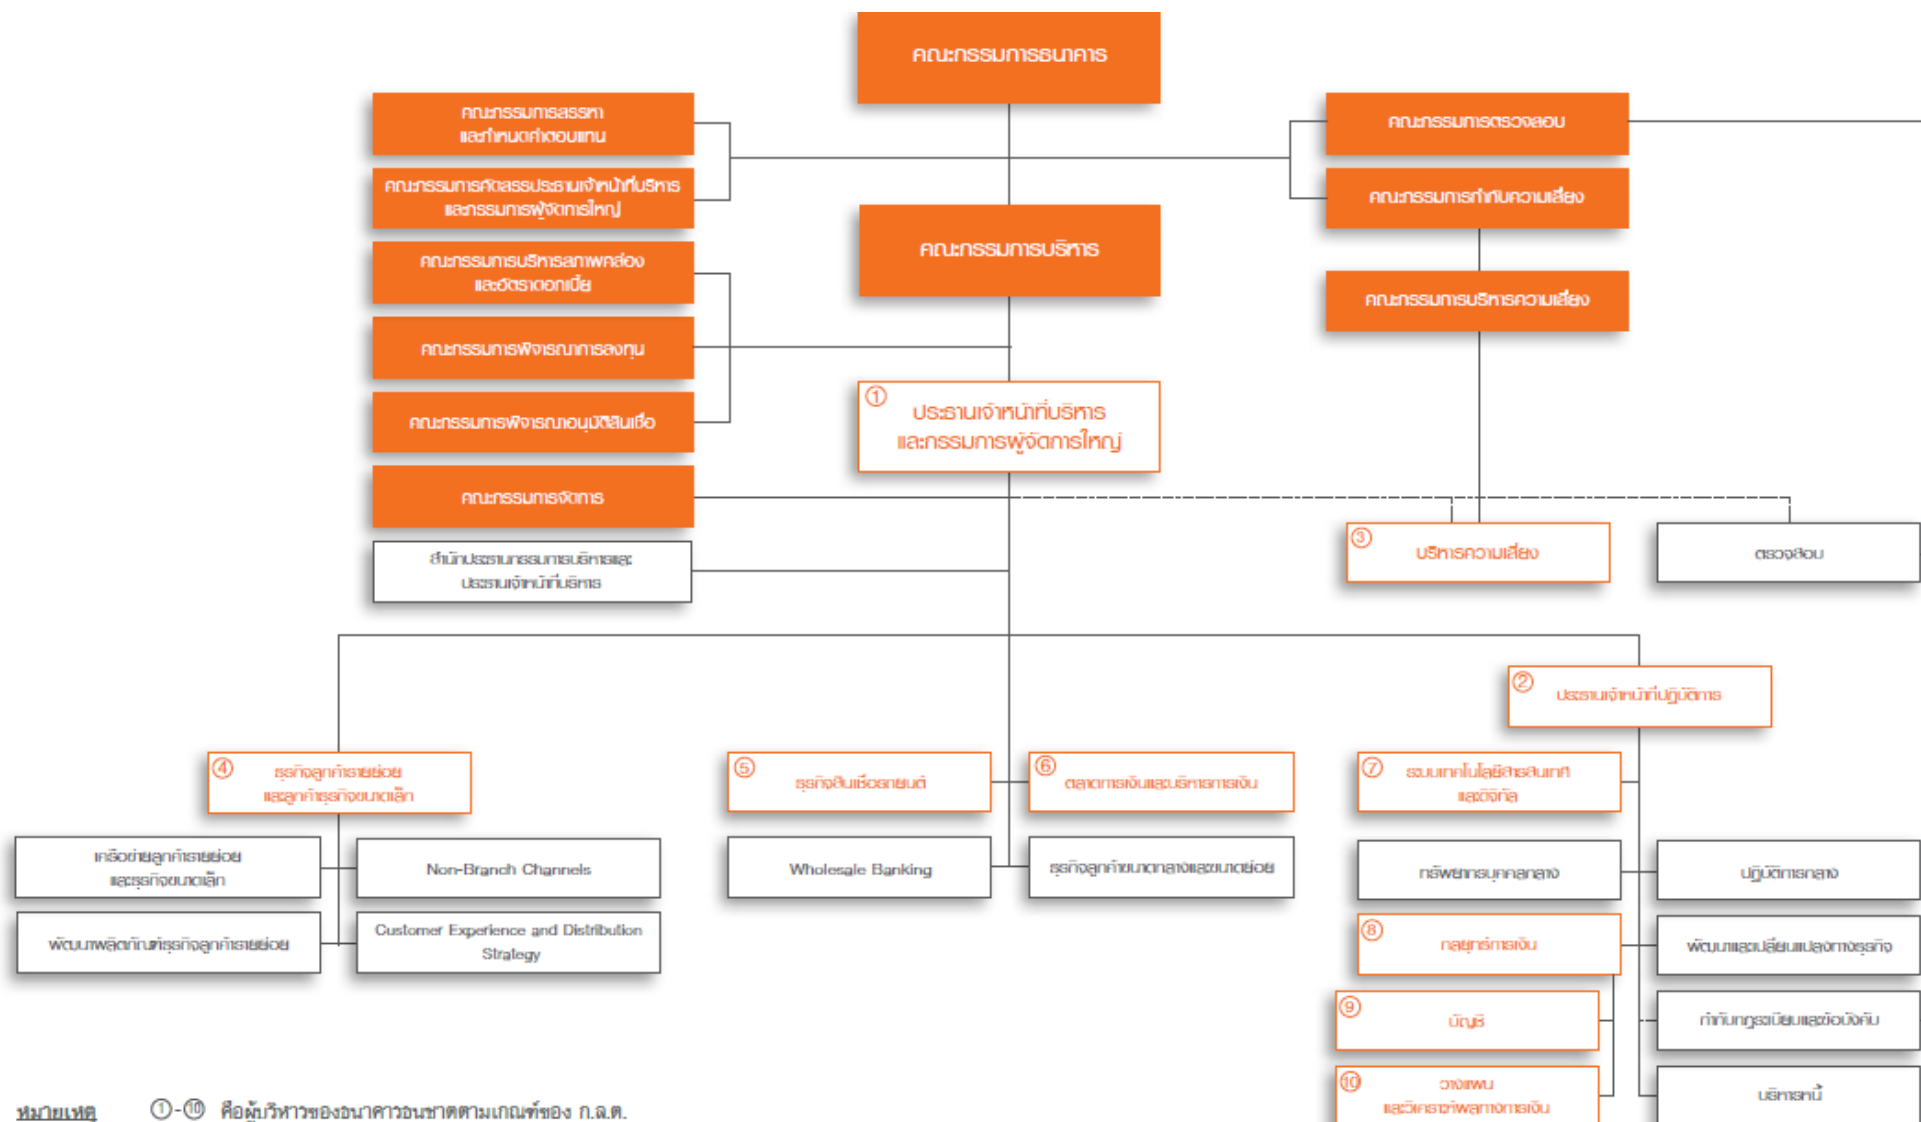 คณะกรรมการธนาคาร
คณะกรรมการสรรหา
และกำหนดค่าตอบแทน
คณะกรรมการตรวจสอบ
คณะกรรมการคัดสรรประธานเจ้าหน้าที่บริหาร
และกรรมการผู้จัดการใหญ่
คณะกรรมการกำกับความเสี่ยง
คณะกรรมการบริหาร
คณะกรรมการบริหารสภาพคล่อง
และอัตราดอกเบี้ย
คณะกรรมการบริหารความเสี่ยง
คณะกรรมการพิจารณาการลงทุน
① ประธานเจ้าหน้าที่บริหาร
และกรรมการผู้จัดการใหญ่
คณะกรรมการพิจารณาอนุมัติสินเชื่อ
คณะกรรมการจัดการ
③ บริหารความเสี่ยง
ตรวจสอบ
สำนักประธานกรรมการบริหารและ
ประธานเจ้าหน้าที่บริหาร
② ประธานเจ้าหน้าที่ปฏิบัติการ
④ ธุรกิจลูกค้ารายย่อย
และลูกค้าธุรกิจขนาดเล็ก
⑤ ธุรกิจสินเชื่อรถยนต์
⑥ ตลาดการเงินและบริหารการเงิน
⑦ ระบบเทคโนโลยีสารสนเทศ
และดิจิทัล
เครือข่ายลูกค้ารายย่อย
และธุรกิจขนาดเล็ก
Non-Branch Channels
Wholesale Banking
ธุรกิจลูกค้าขนาดกลางและขนาดย่อย
ทรัพยากรบุคคลกลาง
ปฏิบัติการกลาง
พัฒนาผลิตภัณฑ์ธุรกิจลูกค้ารายย่อย
Customer Experience and Distribution
Strategy
⑧ กลยุทธ์การเงิน
พัฒนาและเปลี่ยนแปลงทางธุรกิจ
⑨ บัญชี
กำกับกฎระเบียบและข้อบังคับ
⑩ วางแผน
และวิเคราะห์ผลทางการเงิน
บริหารหนี้
หมายเหตุ ①-⑩ คือผู้บริหารของธนาคารธนชาตตามเกณฑ์ของ ก.ล.ต.